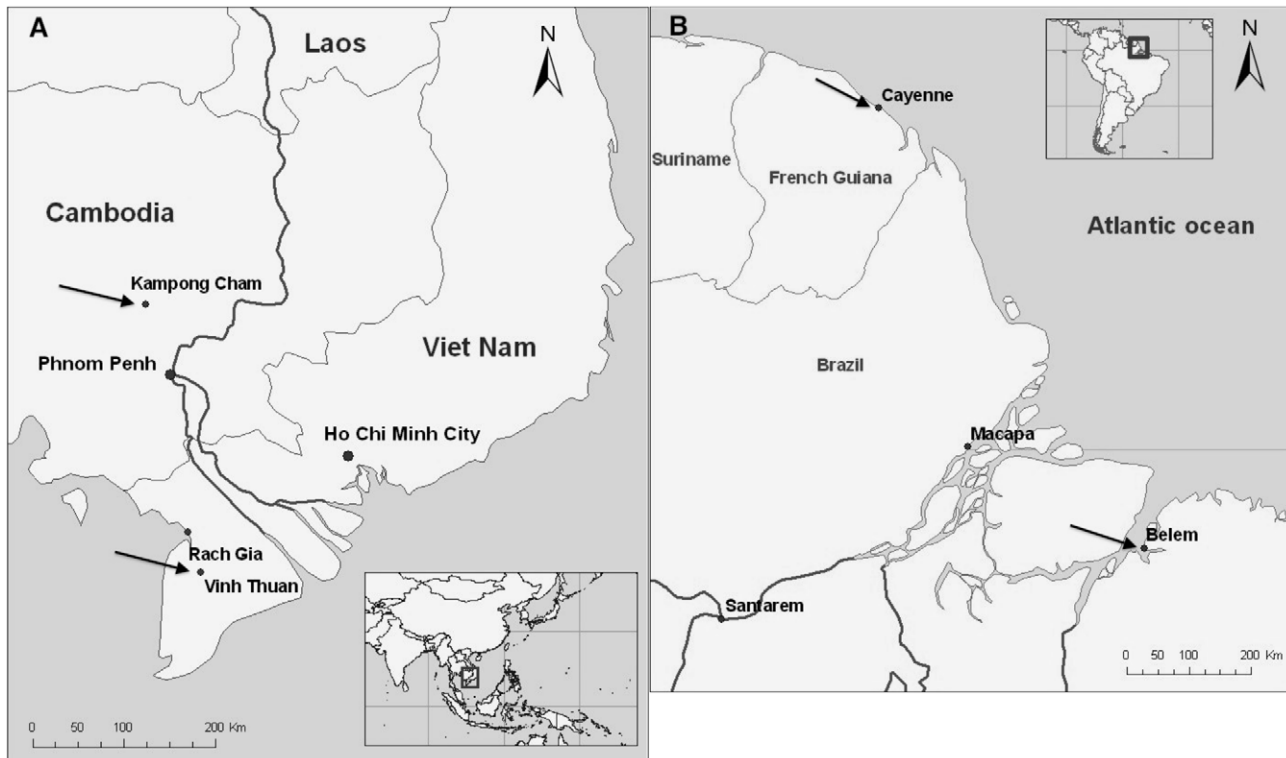 A
N
Laos
Cambodia
Kampong Cham
Phnom Penh
Viet Nam
Ho Chi Minh City
Rach Gia
Vinh Thuan
0 50 100 200 Km
B
N
Cayenne
Suriname
French Guiana
Atlantic ocean
Brazil
Macapa
Belem
Santarem
0 50 100 200 Km